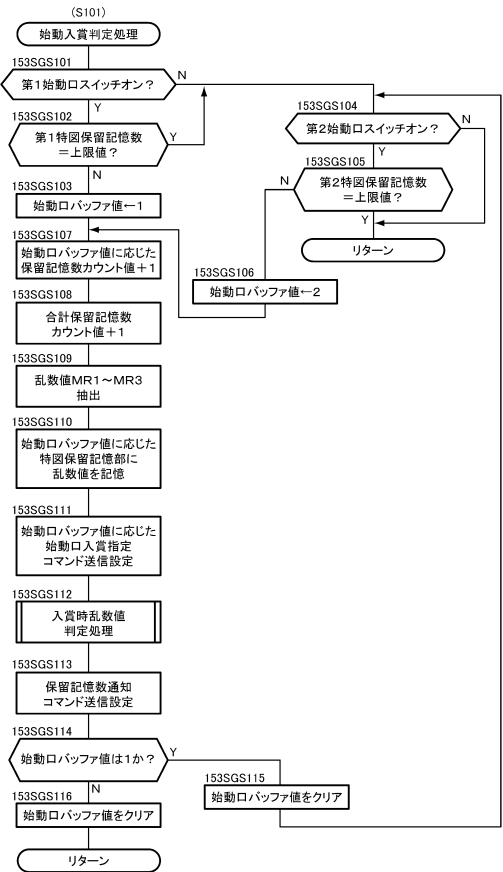 (S101)
始動入賞判定処理
153SGS101
第1始動口スイッチオン?
N
Y
153SGS102
第1特図保留記憶数
=上限値?
Y
N
153SGS103
始動口バッファ値←1
153SGS104
第2始動口スイッチオン?
N
Y
153SGS105
第2特図保留記憶数
=上限値?
N
Y
リターン
153SGS106
始動口バッファ値←2
153SGS107
始動口バッファ値に応じた
保留記憶数カウント値+1
153SGS108
合計保留記憶数
カウント値+1
153SGS109
乱数値MR1~MR3
抽出
153SGS110
始動口バッファ値に応じた
特図保留記憶部に
乱数値を記憶
153SGS111
始動口バッファ値に応じた
始動口入賞指定
コマンド送信設定
153SGS112
入賞時乱数値
判定処理
153SGS113
保留記憶数通知
コマンド送信設定
153SGS114
始動口バッファ値は1か?
Y
N
153SGS115
始動口バッファ値をクリア
153SGS116
始動口バッファ値をクリア
リターン